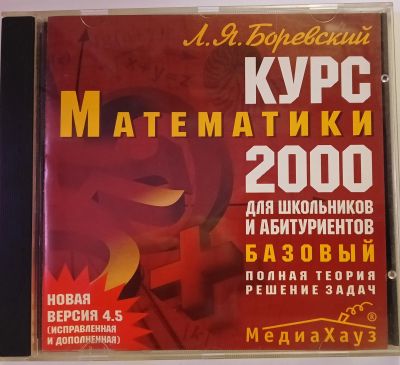 Л.Я.Боревский
КУРС
МАТЕМАТИКИ
2000
ДЛЯ ШКОЛЬНИКОВ
И АБИТУРИЕНТОВ
БАЗОВЫЙ
ПОЛНАЯ ТЕОРИЯ
РЕШЕНИЕ ЗАДАЧ
НОВАЯ
ВЕРСИЯ 4.5
(ИСПРАВЛЕННАЯ
И ДОПОЛНЕННАЯ)
МедиаХауз ®